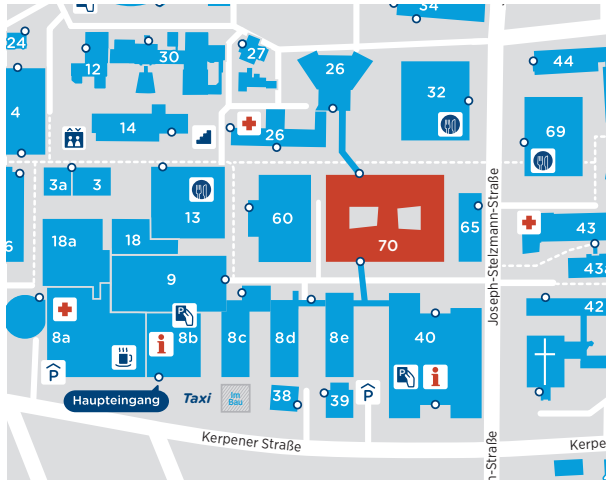 34
24
12
30
27
26
44
4
32
14
26
69
3a
3
13
60
65
6
18a
18
70
43
9
43a
Joseph-Stelzmann-Straße
42
8a
8b
8c
8d
8e
40
i
i
P
P
Haupteingang
Taxi
Im
Bau
38
39
Kerpener Straße
n-Straße
Kerpe